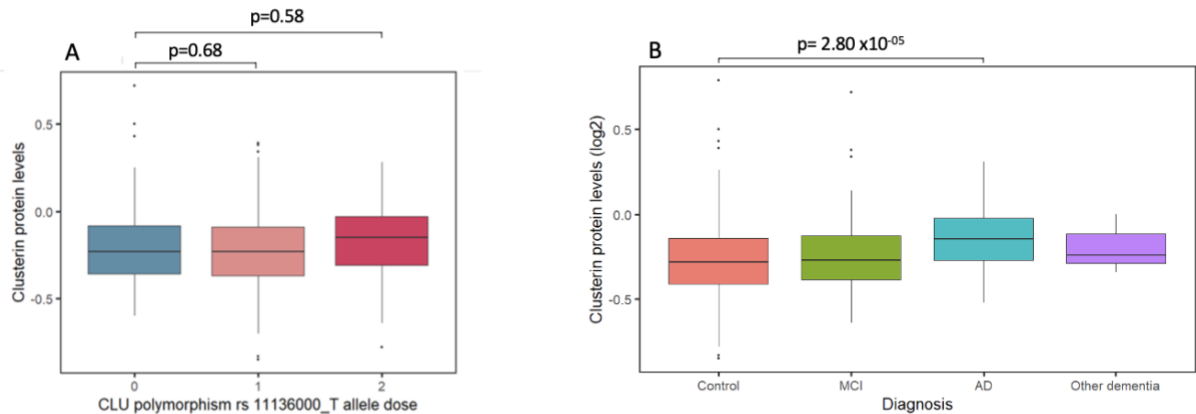 p=0.58
A
p=0.68
Clusterin protein levels
0.5
0.0
-0.5
0
1
2
CLU polymorphism rs 11136000_T allele dose
B
p= 2.80 x10-05
Clusterin protein levels (log2)
0.5
0.0
-0.5
Control
MCI
AD
Other dementia
Diagnosis